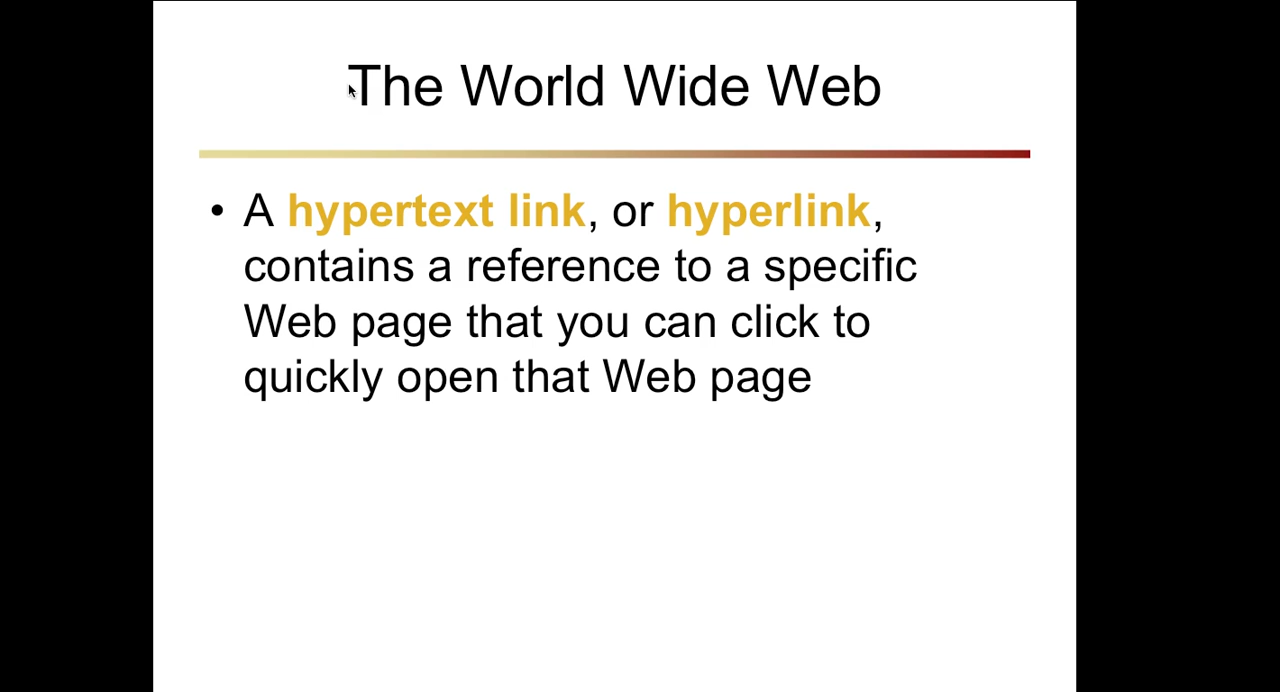 The World Wide Web
• A hypertext link, or hyperlink,
contains a reference to a specific
Web page that you can click to
quickly open that Web page